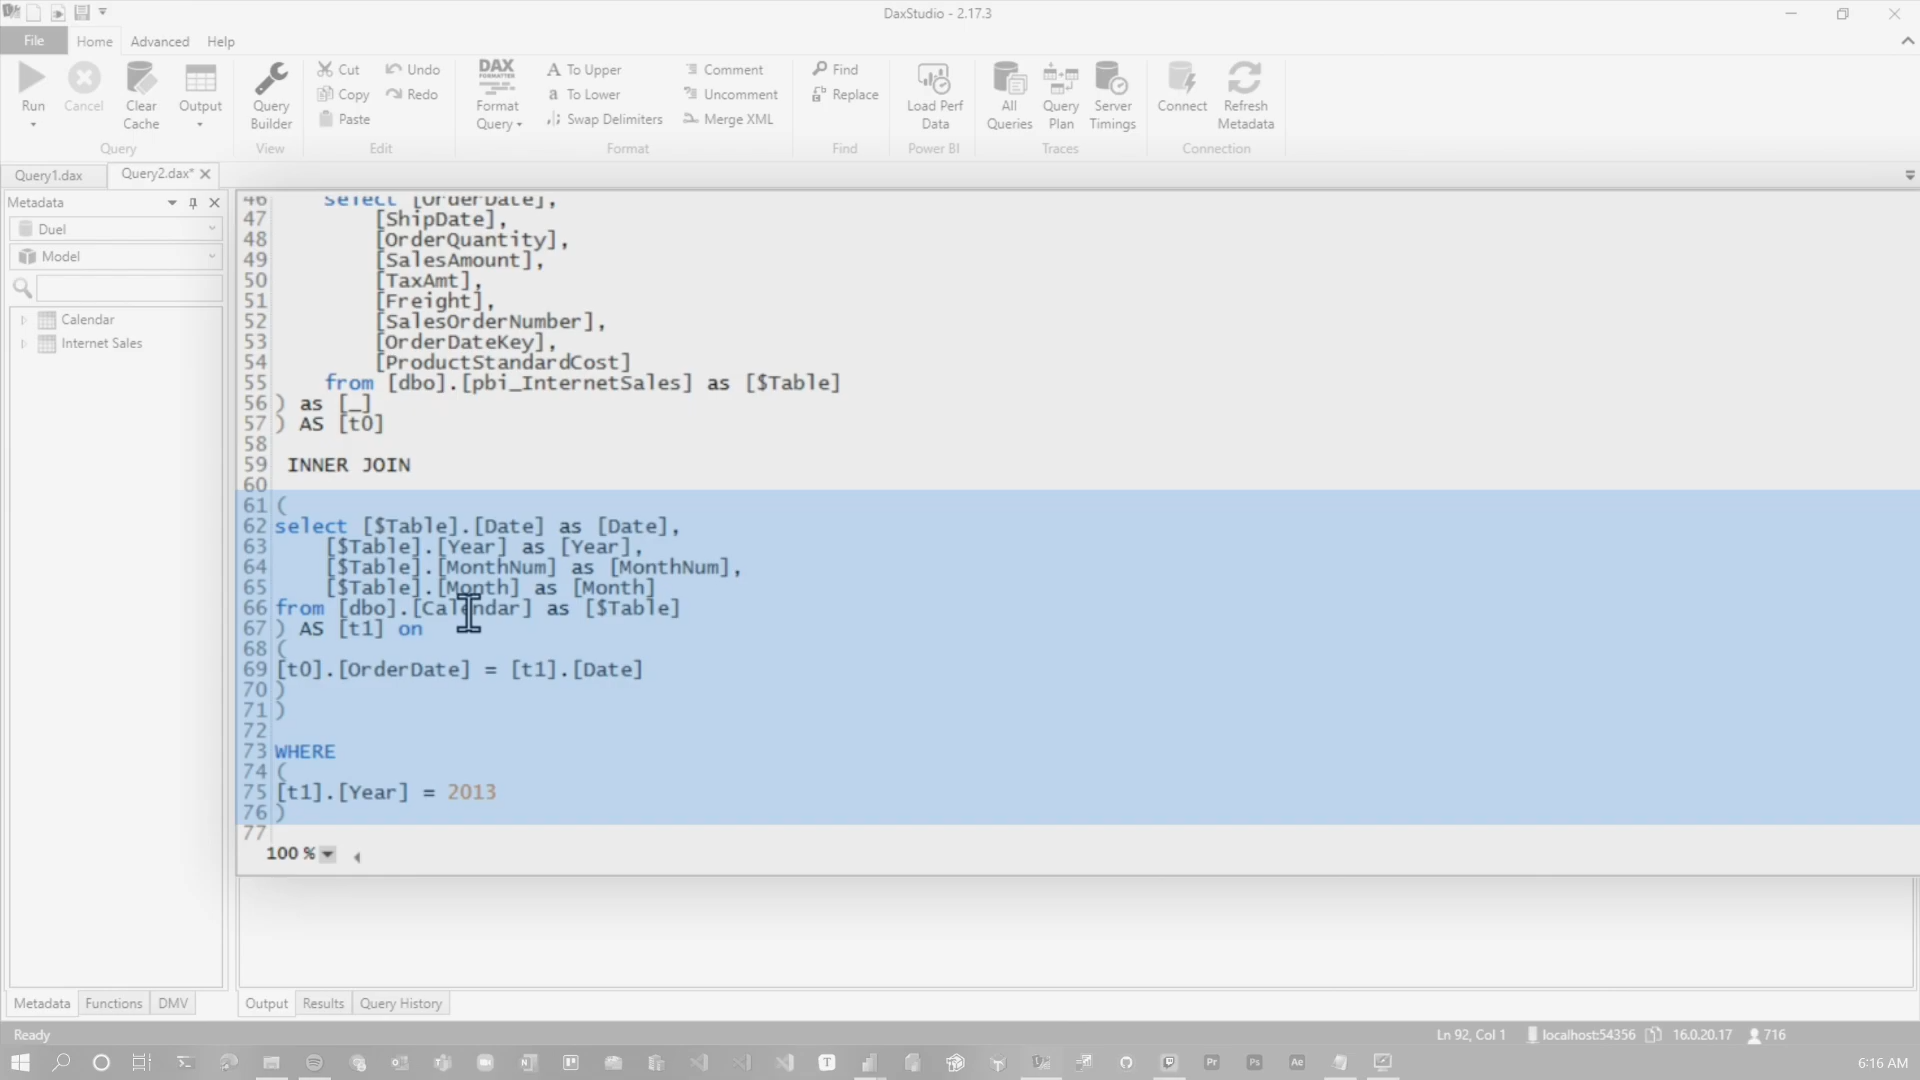 DaxStudio - 2.17.3
File Home Advanced Help
Run Cancel Clear Cache Output
Query
Query Builder
View
Cut Undo
Copy Redo
Paste
Edit
DAX FORMATTER
Format Query
To Upper Comment
To Lower Uncomment
Swap Delimiters Merge XML
Format
Find
Replace
Find
Load Perf Data
Power BI
All Queries Query Plan Server Timings
Traces
Connect Refresh Metadata
Connection
Query1.dax Query2.dax*
Metadata
Duel
Model
Calendar
Internet Sales
46 select [OrderDate],
47 [ShipDate],
48 [OrderQuantity],
49 [SalesAmount],
50 [TaxAmt],
51 [Freight],
52 [SalesOrderNumber],
53 [OrderDateKey],
54 [ProductStandardCost]
55 from [dbo].[pbi_InternetSales] as [$Table]
56 ) as [_]
57 ) AS [t0]
58
59 INNER JOIN
60
61 (
62 select [$Table].[Date] as [Date],
63 [$Table].[Year] as [Year],
64 [$Table].[MonthNum] as [MonthNum],
65 [$Table].[Month] as [Month]
66 from [dbo].[Calendar] as [$Table]
67 ) AS [t1] on
68 (
69 [t0].[OrderDate] = [t1].[Date]
70 )
71 )
72
73 WHERE
74 (
75 [t1].[Year] = 2013
76 )
77
100 %
Metadata Functions DMV
Output Results Query History
Ready
Ln 92, Col 1 localhost:54356 16.0.20.17 716
6:16 AM